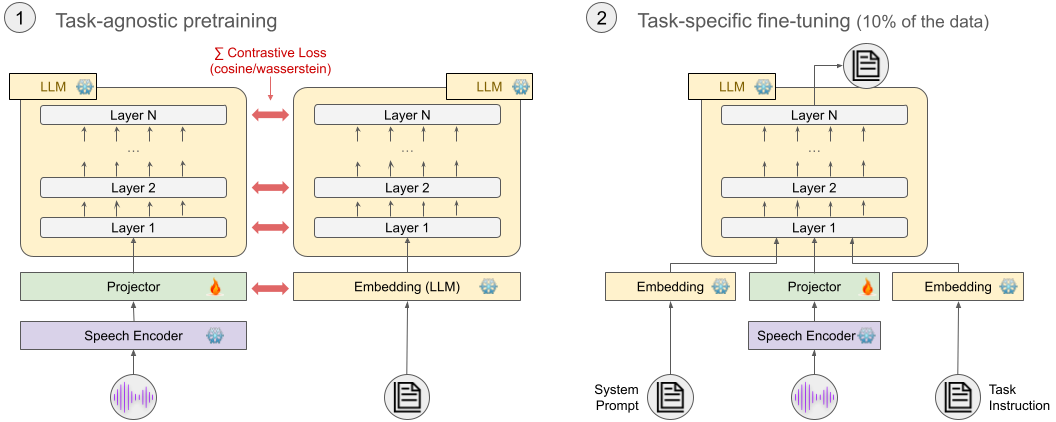 1 Task-agnostic pretraining
∑ Contrastive Loss
(cosine/wasserstein)
LLM
LLM
Layer N
Layer N
...
...
Layer 2
Layer 2
Layer 1
Layer 1
Projector
Embedding (LLM)
Speech Encoder
2 Task-specific fine-tuning (10% of the data)
LLM
Layer N
...
Layer 2
Layer 1
Embedding
Projector
Embedding
Speech Encoder
System
Prompt
Task
Instruction